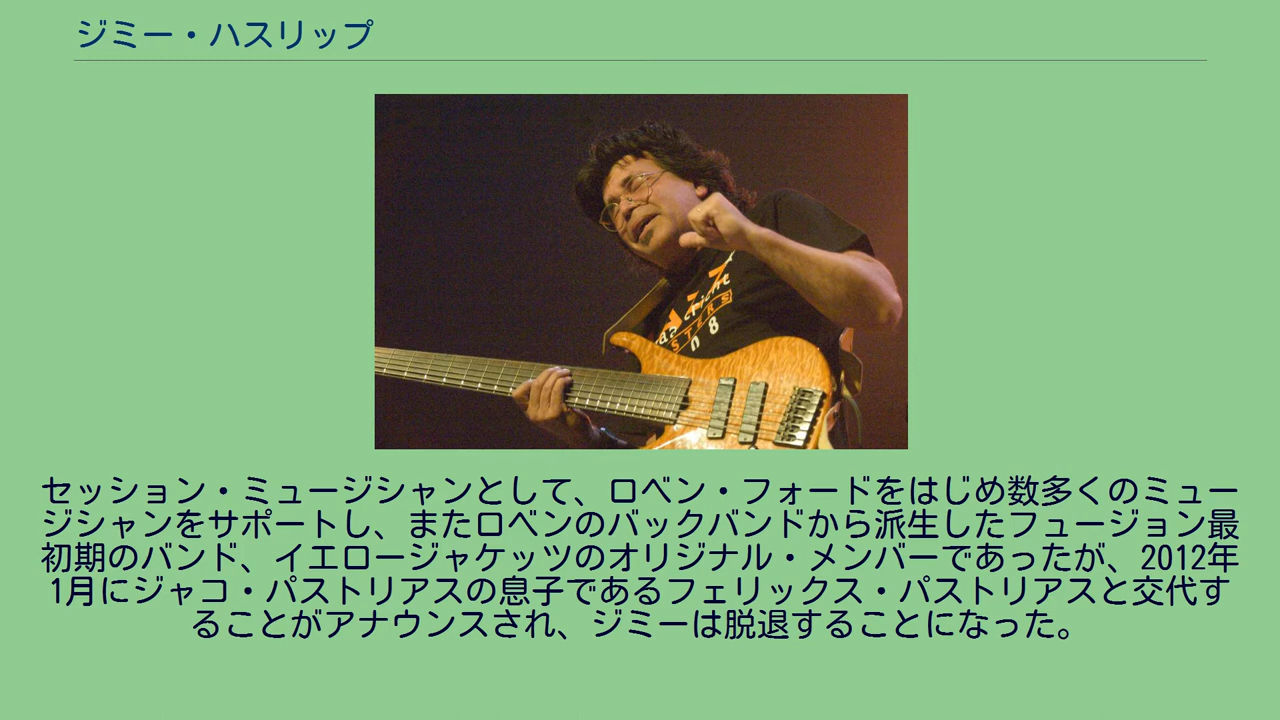 ジミー・ハスリップ
セッション・ミュージシャンとして、ロベン・フォードをはじめ数多くのミュー
ジシャンをサポートし、またロベンのバックバンドから派生したフュージョン最
初期のバンド、イエロージャケッツのオリジナル・メンバーであったが、2012年
1月にジャコ・パストリアスの息子であるフェリックス・パストリアスと交代す
ることがアナウンスされ、ジミーは脱退することになった。